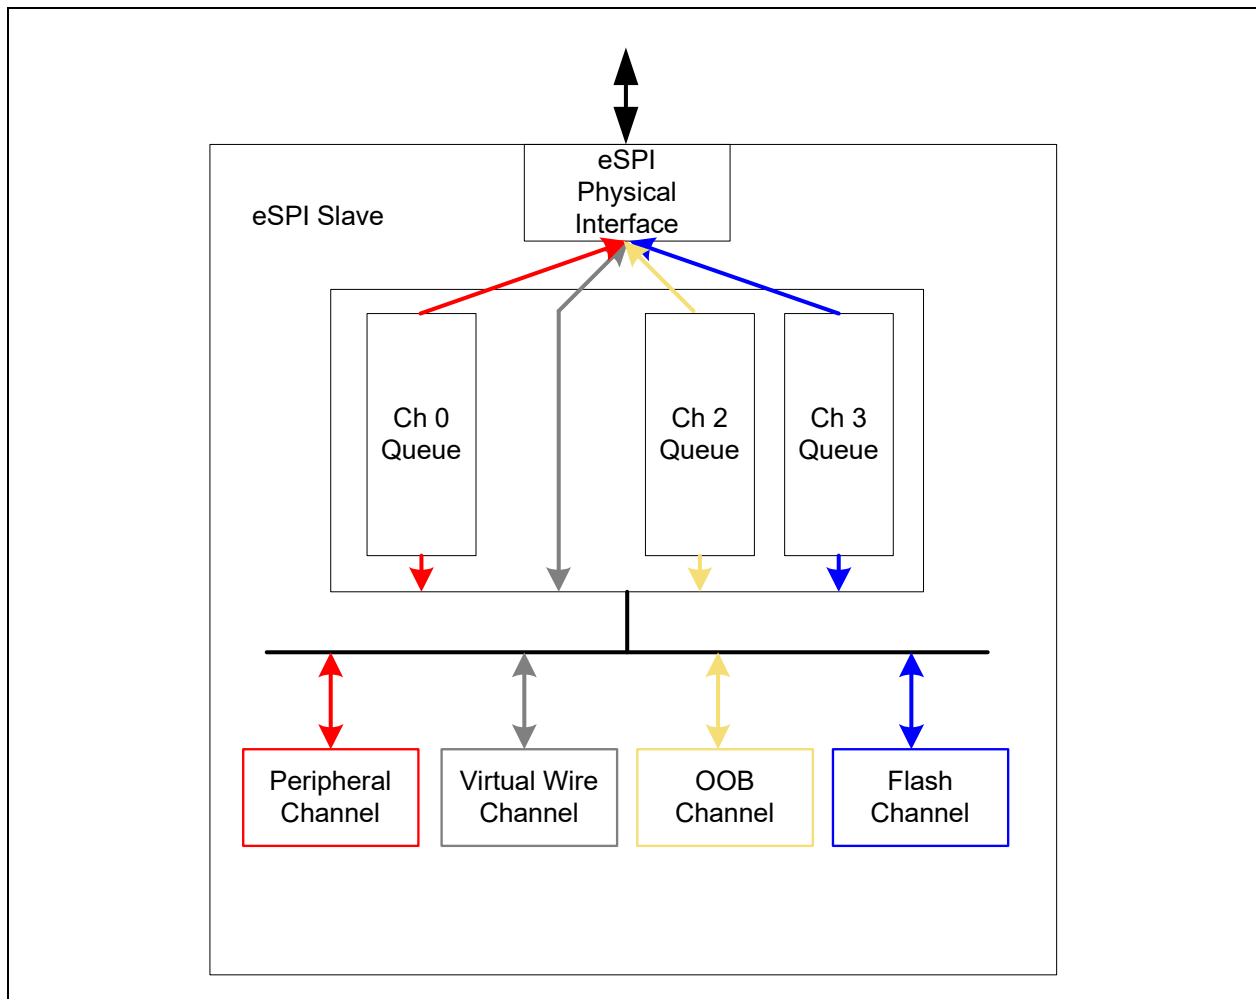 eSPI
Physical
Interface
eSPI Slave
Ch 0
Queue
Ch 2
Queue
Ch 3
Queue
Peripheral
Channel
Virtual Wire
Channel
OOB
Channel
Flash
Channel